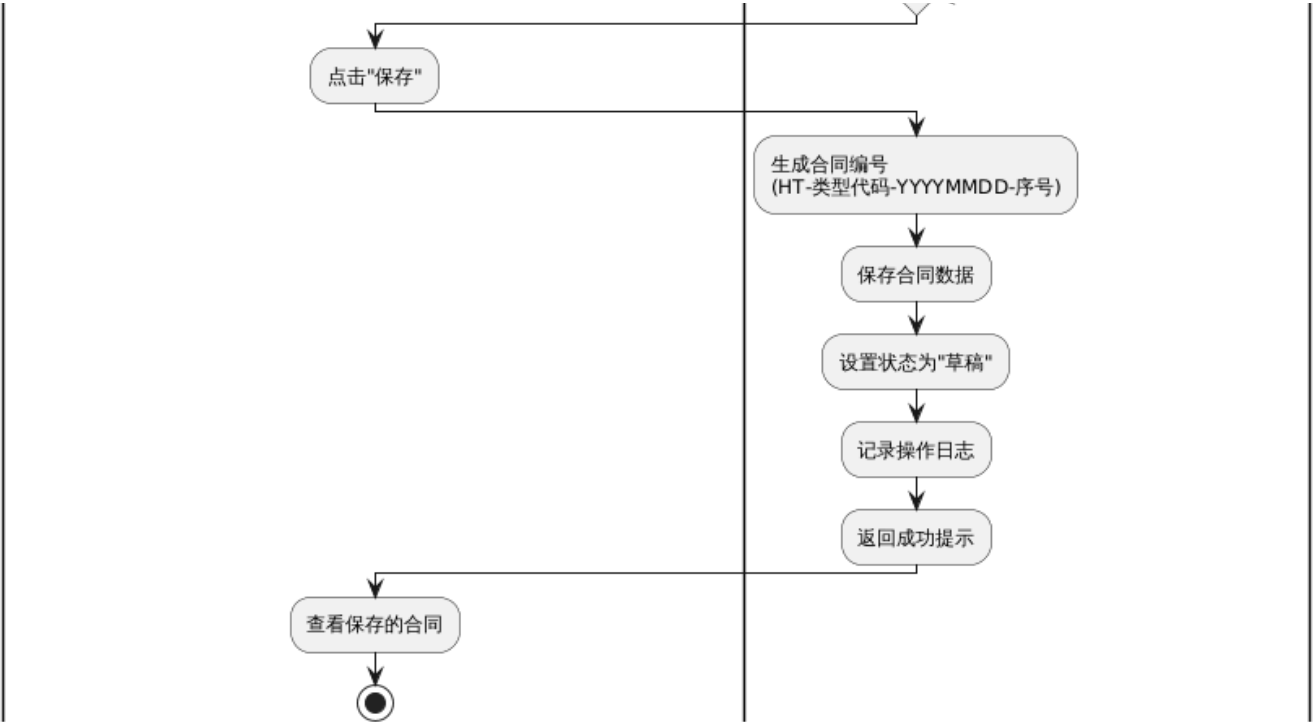 点击"保存"
生成合同编号
(HT-类型代码-YYYYMMDD-序号)
保存合同数据
设置状态为"草稿"
记录操作日志
返回成功提示
查看保存的合同